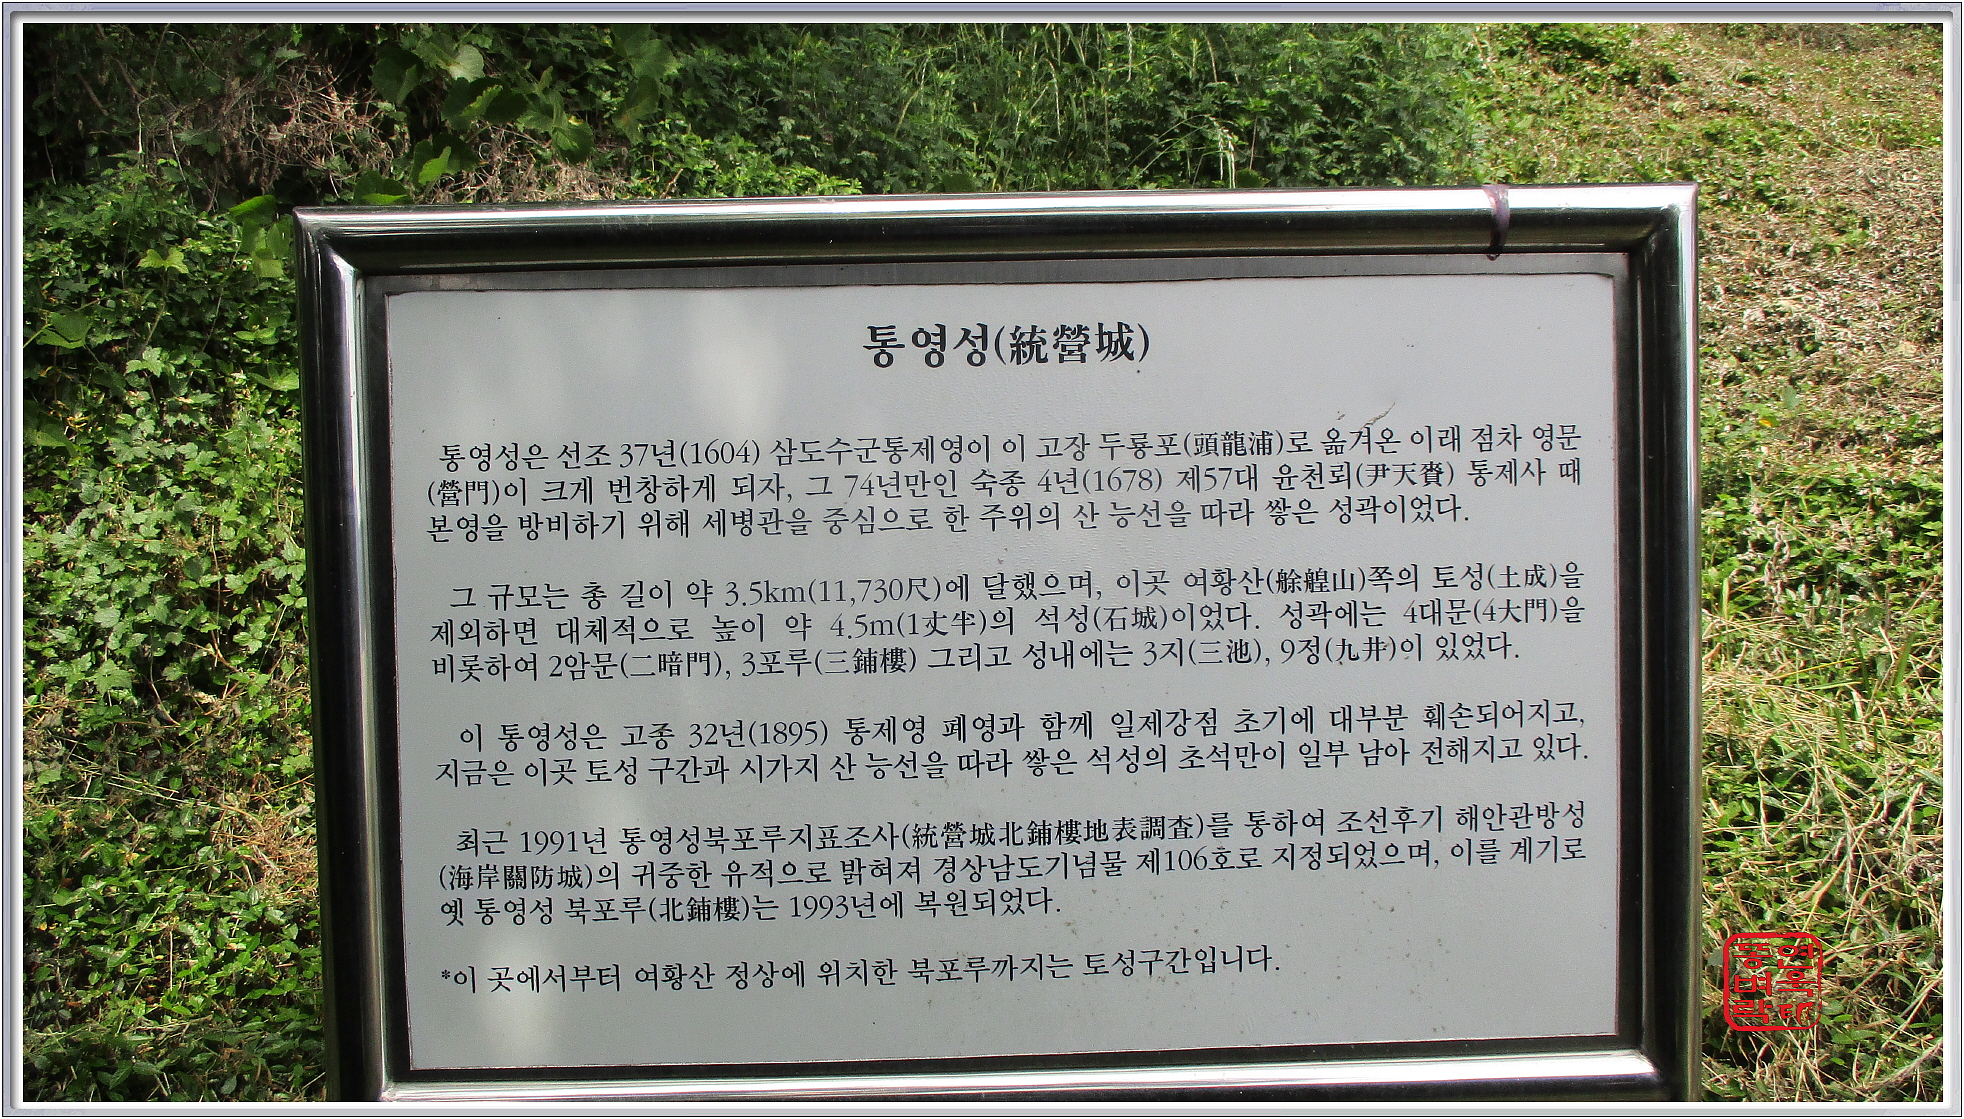 통영성(統營城)
통영성은 선조 37년(1604) 삼도수군통제영이 이 고장 두룡포(頭龍浦)로 옮겨온 이래 점차 영문
(營門)이 크게 번창하게 되자, 그 74년만인 숙종 4년(1678) 제57대 윤천뢰(尹天賚) 통제사 때
본영을 방비하기 위해 세병관을 중심으로 한 주위의 산 능선을 따라 쌓은 성곽이었다.
그 규모는 총 길이 약 3.5km(11,730尺)에 달했으며, 이곳 여황산(艅艎山)쪽의 토성(土成)을
제외하면 대체적으로 높이 약 4.5m(1丈半)의 석성(石城)이었다. 성곽에는 4대문(4大門)을
비롯하여 2암문(二暗門), 3포루(三鋪樓) 그리고 성내에는 3지(三池), 9정(九井)이 있었다.
이 통영성은 고종 32년(1895) 통제영 폐영과 함께 일제강점 초기에 대부분 훼손되어지고,
지금은 이곳 토성 구간과 시가지 산 능선을 따라 쌓은 석성의 초석만이 일부 남아 전해지고 있다.
최근 1991년 통영성북포루지표조사(統營城北鋪樓地表調査)를 통하여 조선후기 해안관방성
(海岸關防城)의 귀중한 유적으로 밝혀져 경상남도기념물 제106호로 지정되었으며, 이를 계기로
옛 통영성 북포루(北鋪樓)는 1993년에 복원되었다.
*이 곳에서부터 여황산 정상에 위치한 북포루까지는 토성구간입니다.